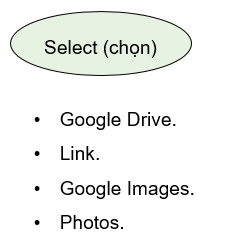 Select (chọn)
• Google Drive.
• Link.
• Google Images.
• Photos.